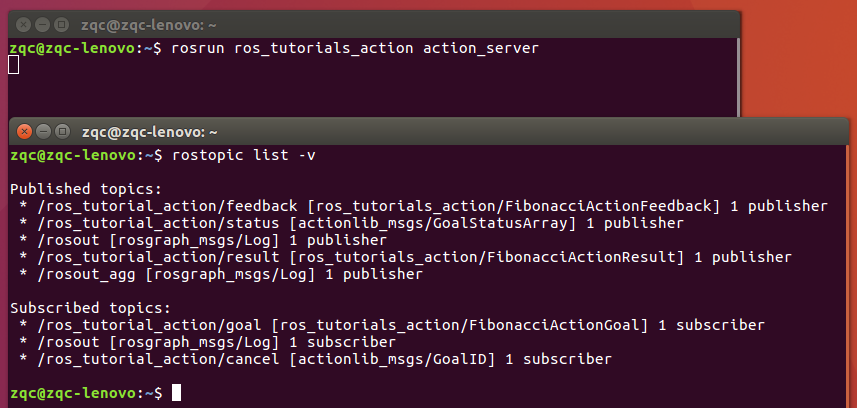 zqc@zqc-lenovo: ~
zqc@zqc-lenovo:~$ rosrun ros_tutorials_action action_server
zqc@zqc-lenovo: ~
zqc@zqc-lenovo:~$ rostopic list -v

Published topics:
 * /ros_tutorial_action/feedback [ros_tutorials_action/FibonacciActionFeedback] 1 publisher
 * /ros_tutorial_action/status [actionlib_msgs/GoalStatusArray] 1 publisher
 * /rosout [rosgraph_msgs/Log] 1 publisher
 * /ros_tutorial_action/result [ros_tutorials_action/FibonacciActionResult] 1 publisher
 * /rosout_agg [rosgraph_msgs/Log] 1 publisher

Subscribed topics:
 * /ros_tutorial_action/goal [ros_tutorials_action/FibonacciActionGoal] 1 subscriber
 * /rosout [rosgraph_msgs/Log] 1 subscriber
 * /ros_tutorial_action/cancel [actionlib_msgs/GoalID] 1 subscriber

zqc@zqc-lenovo:~$